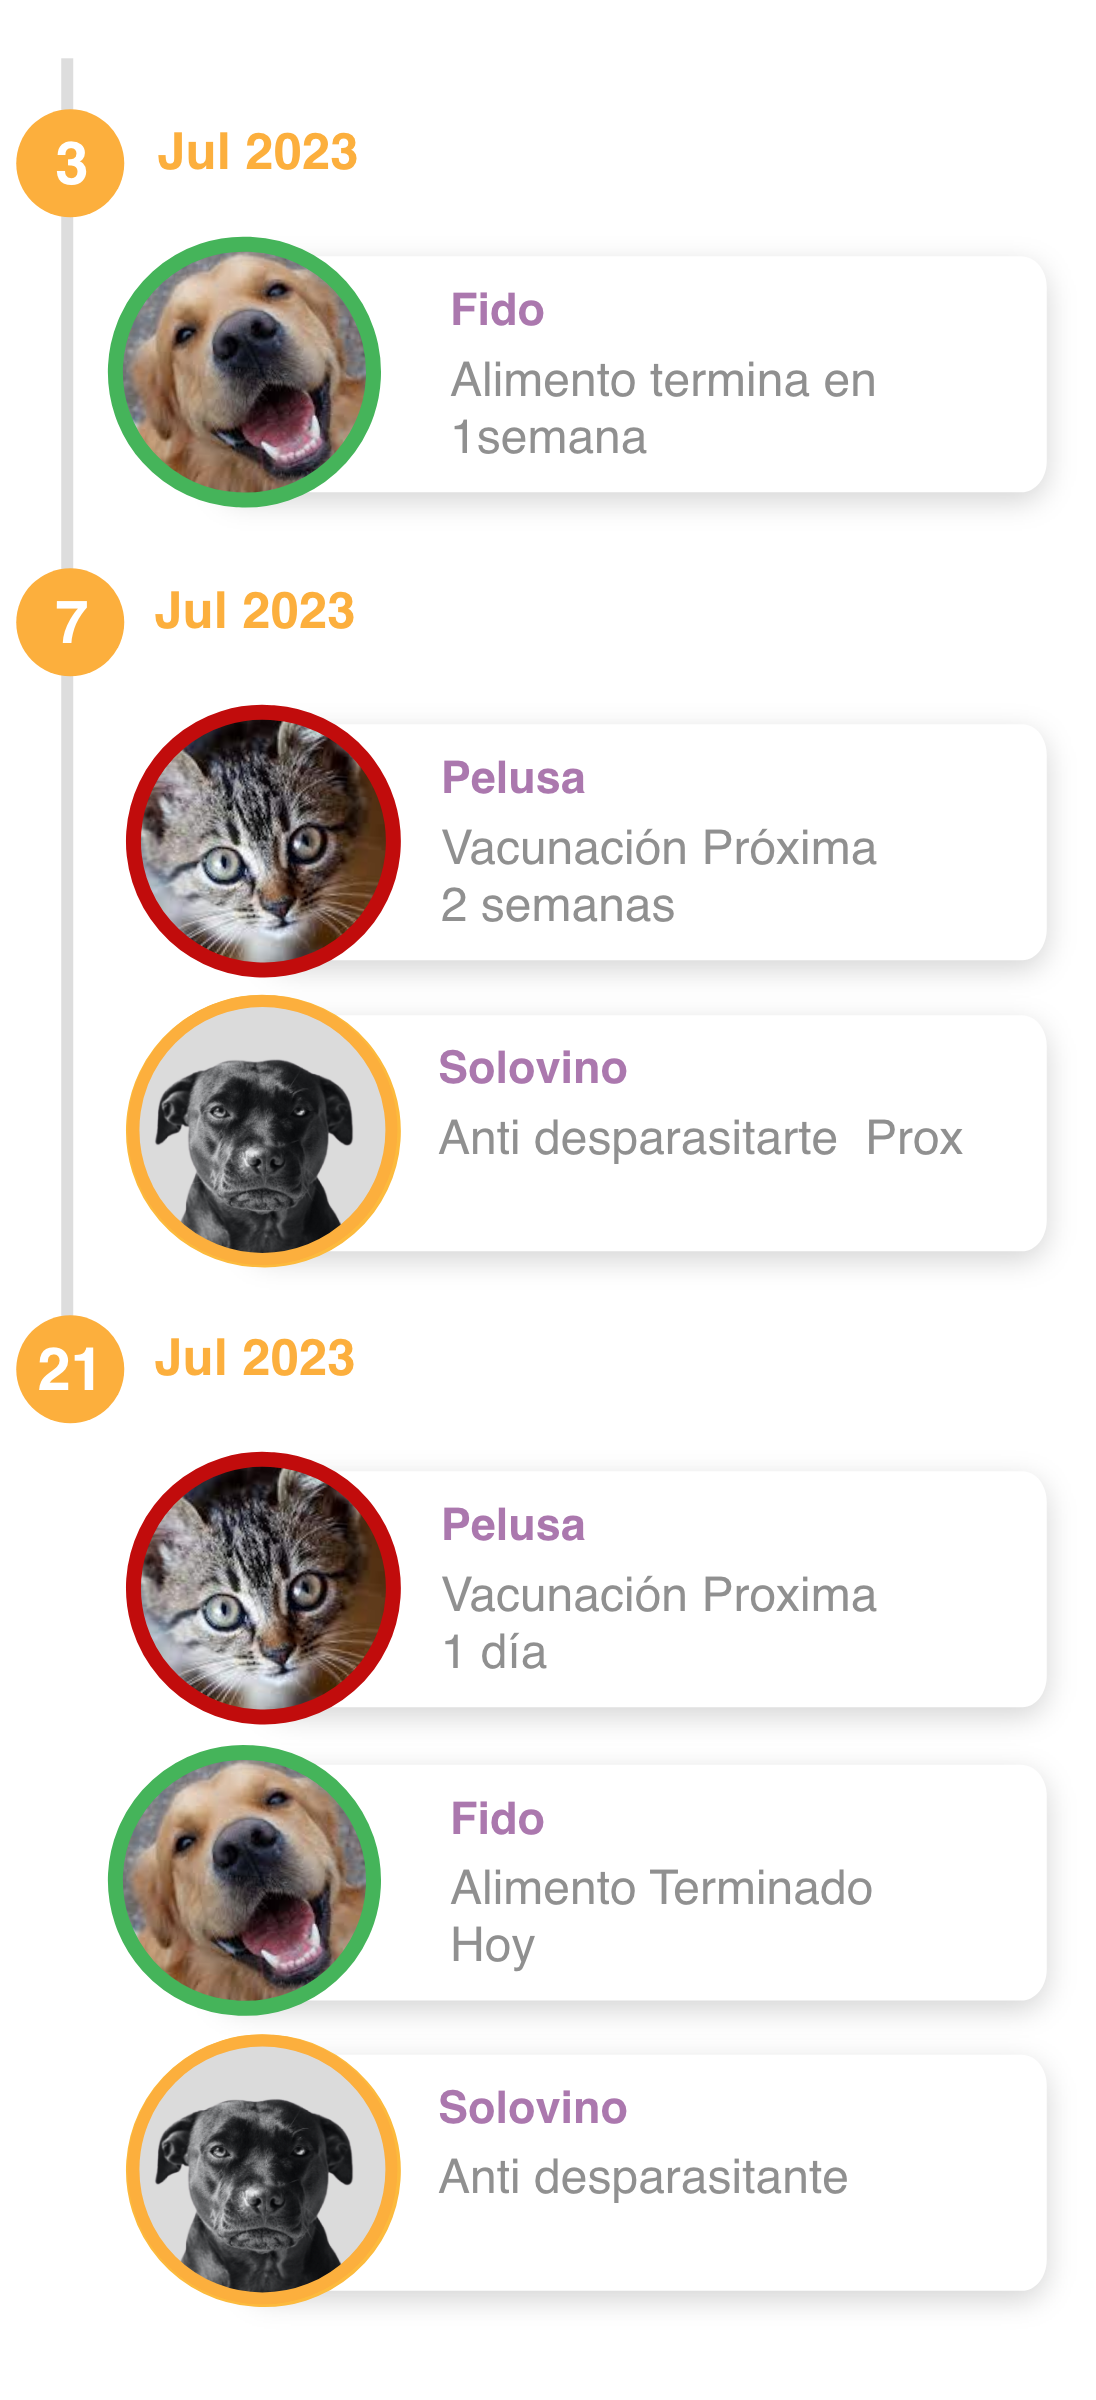 3 Jul 2023
Fido
Alimento termina en
1semana
7 Jul 2023
Pelusa
Vacunación Próxima
2 semanas
Solovino
Anti desparasitarte  Prox
21 Jul 2023
Pelusa
Vacunación Proxima
1 día
Fido
Alimento Terminado
Hoy
Solovino
Anti desparasitante